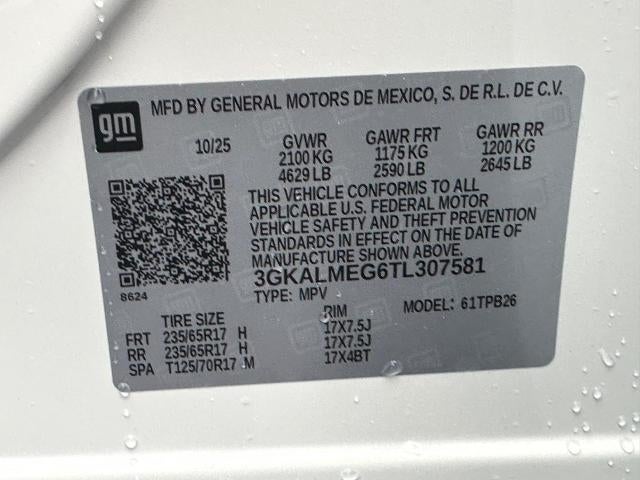 gm
MFD BY GENERAL MOTORS DE MEXICO, S. DE R.L. DE C.V.
10/25 GVWR GAWR FRT GAWR RR
2100 KG 1175 KG 1200 KG
4629 LB 2590 LB 2645 LB
THIS VEHICLE CONFORMS TO ALL
APPLICABLE U.S. FEDERAL MOTOR
VEHICLE SAFETY AND THEFT PREVENTION
STANDARDS IN EFFECT ON THE DATE OF
MANUFACTURE SHOWN ABOVE.
3GKALMEG6TL307581
8624
TYPE: MPV MODEL: 61TPB26
TIRE SIZE RIM
FRT 235/65R17 H 17X7.5J
RR 235/65R17 H 17X7.5J
SPA T125/70R17 M 17X4BT